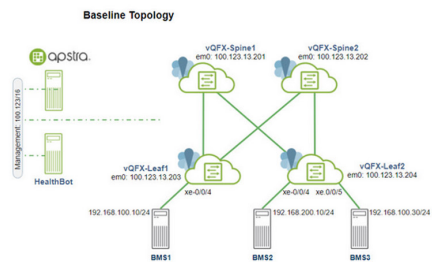 Baseline Topology
apstra.
vQFX-Spine1
em0: 100.123.13.201
vQFX-Spine2
em0: 100.123.13.202
Management: 100.123/16
HealthBot
vQFX-Leaf1
em0: 100.123.13.203
vQFX-Leaf2
em0: 100.123.13.204
xe-0/0/4
xe-0/0/4
xe-0/0/5
192.168.100.10/24
192.168.200.10/24
192.168.100.30/24
BMS1
BMS2
BMS3